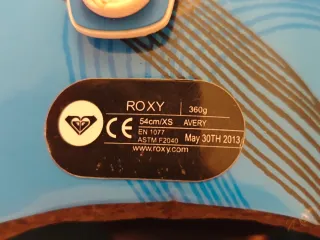 ROXY 360g
CE 54cm/XS AVERY
EN 1077
ASTM F2040 May 30TH 2013
www.roxy.com